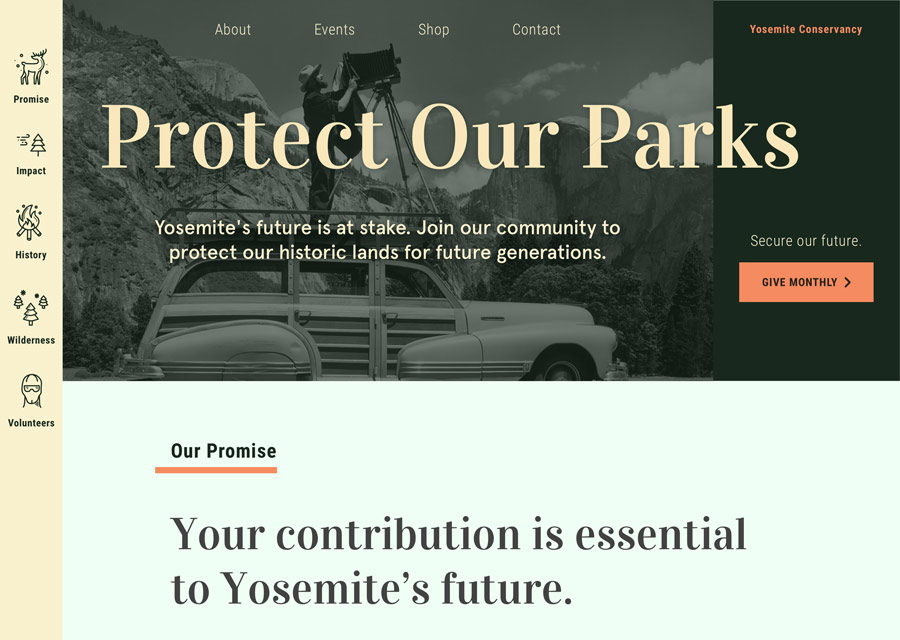 About
Events
Shop
Contact
Yosemite Conservancy
Promise
Impact
History
Wilderness
Volunteers
Protect Our Parks
Yosemite's future is at stake. Join our community to
protect our historic lands for future generations.
Secure our future.
GIVE MONTHLY
Our Promise
Your contribution is essential
to Yosemite’s future.